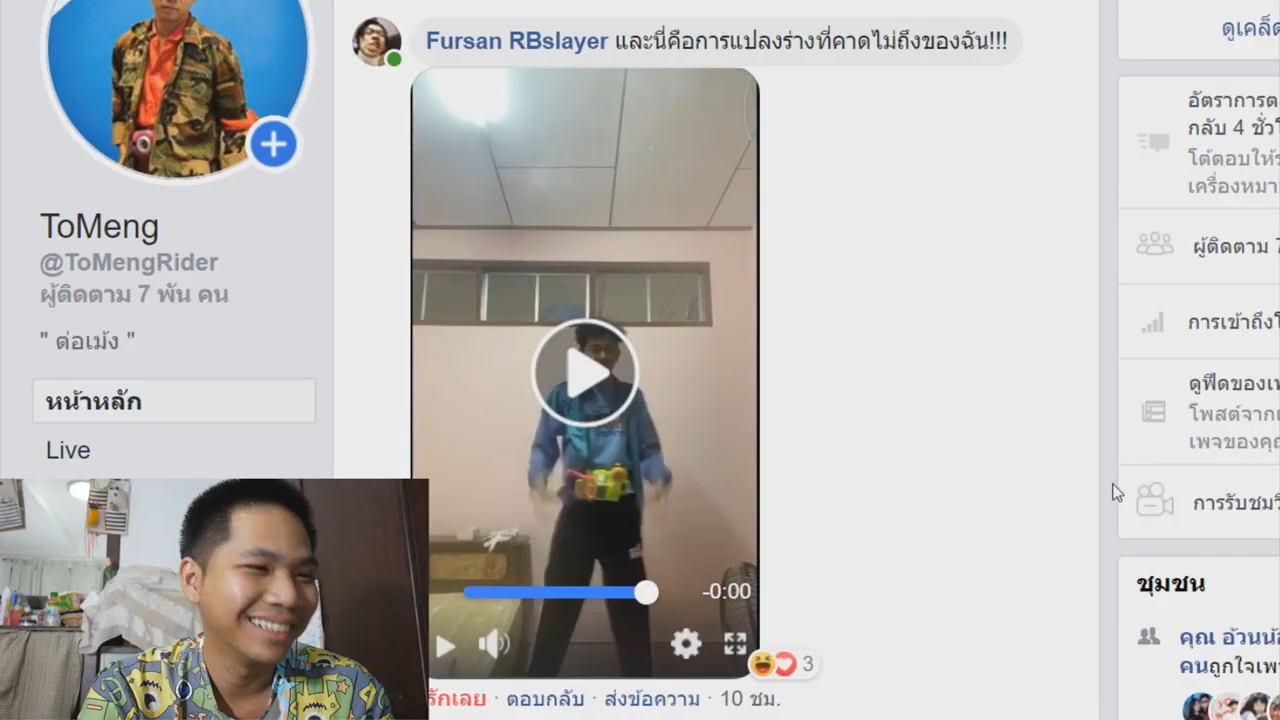 Fursan RBslayer และนี่คือการแปลงร่างที่คาดไม่ถึงของฉัน!!!
ToMeng
@ToMengRider
ผู้ติดตาม 7 พัน คน
" ต่อเม้ง "
หน้าหลัก
Live
-0:00
3
รักเลย · ตอบกลับ · ส่งข้อความ · 10 ชม.
อัตราการต
กลับ 4 ชั่วโ
โต้ตอบให้
เครื่องหมา
ผู้ติดตาม 7
การเข้าถึงโ
ดูฟีดของเพ
โพสต์จากเ
เพจของคุณ
การรับชมวิ
ชุมชน
คุณ อ้วนน้
คนถูกใจเพ